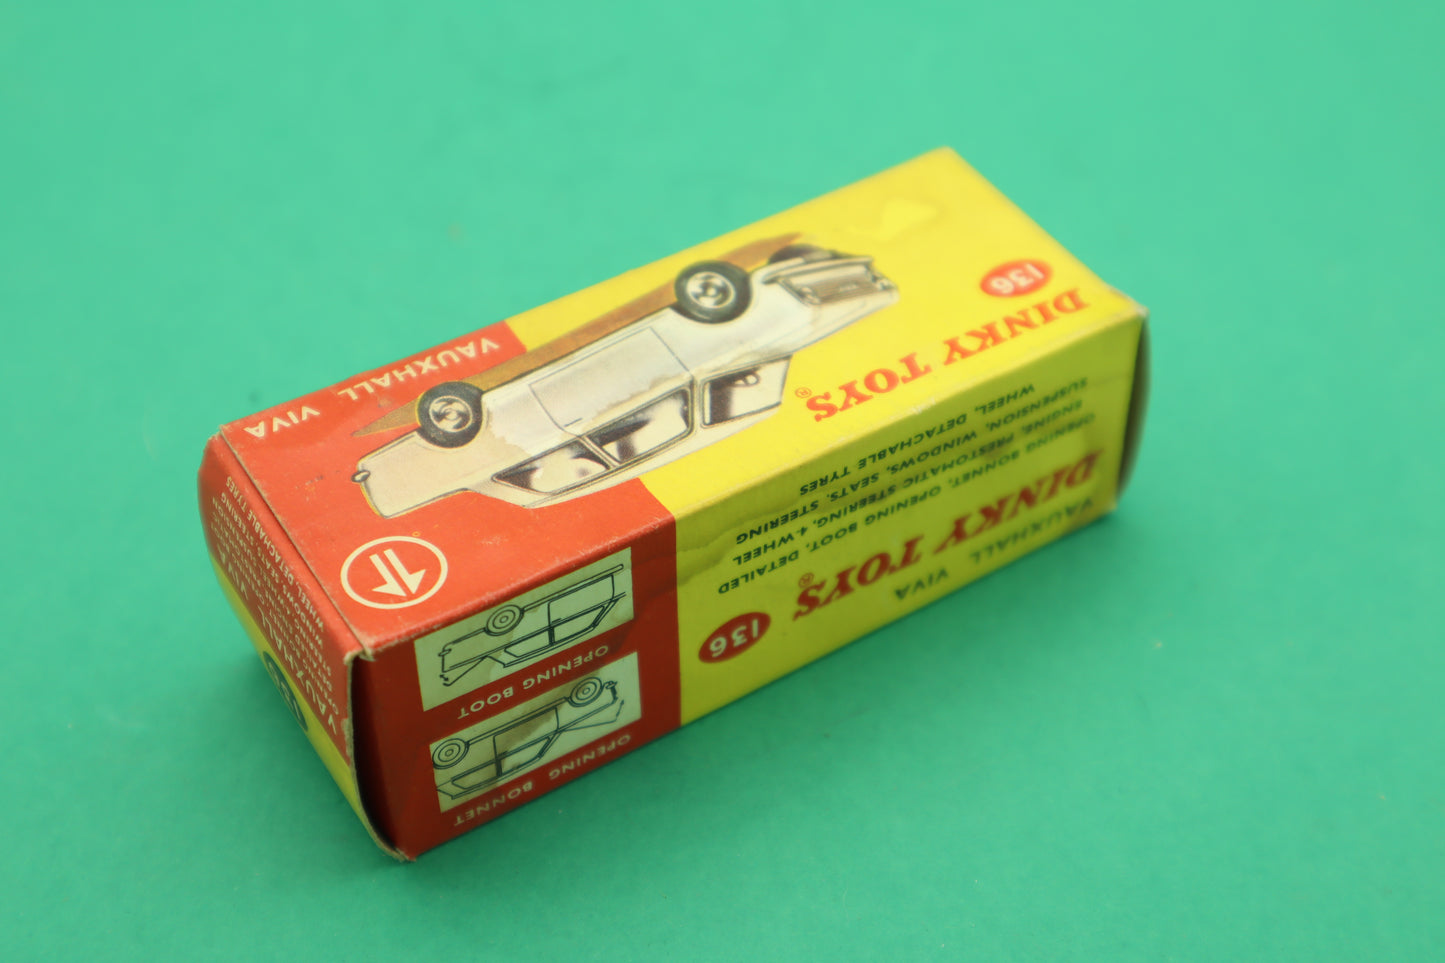 136
DINKY TOYS®
VAUXHALL VIVA
VAUXHALL VIVA
DINKY TOYS®
136
OPENING BONNET, OPENING BOOT, DETAILED
ENGINE, PRESTOMATIC STEERING, 4 WHEEL
SUSPENSION, WINDOWS, SEATS, STEERING
WHEEL, DETACHABLE TYRES
OPENING BONNET
OPENING BOOT